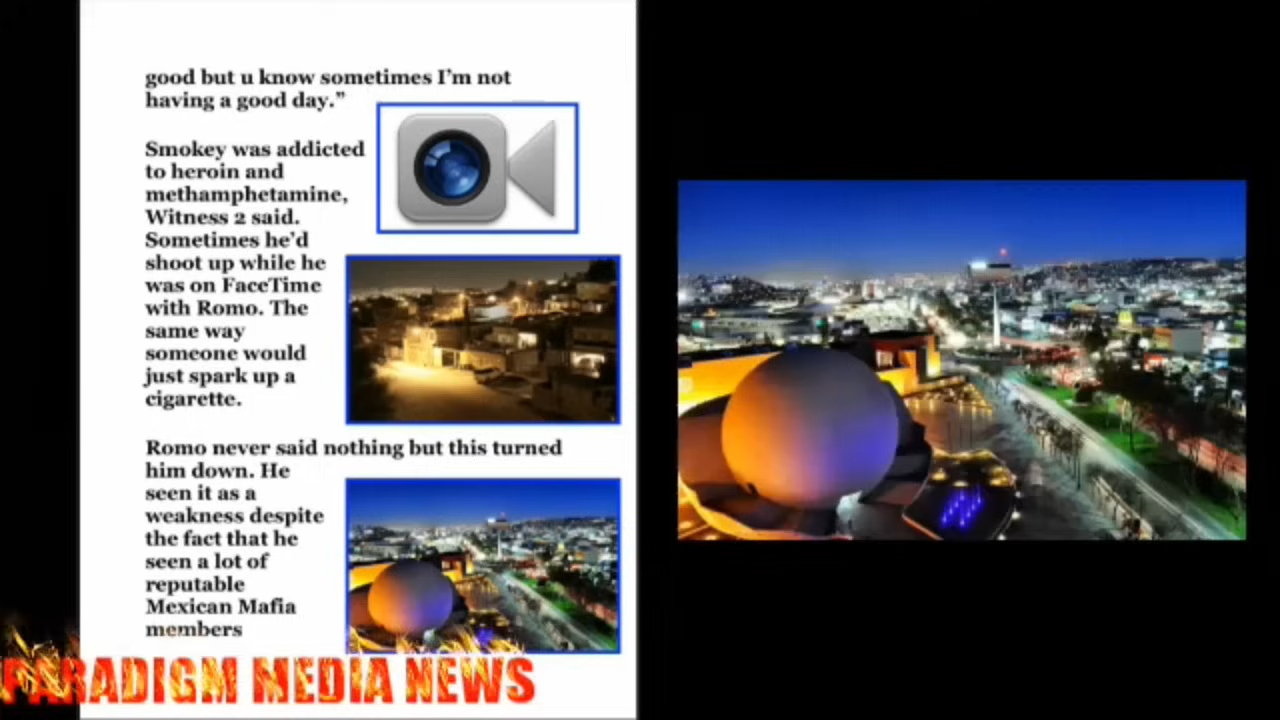 good but u know sometimes I'm not
having a good day.”
Smokey was addicted
to heroin and
methamphetamine,
Witness 2 said.
Sometimes he'd
shoot up while he
was on FaceTime
with Romo. The
same way
someone would
just spark up a
cigarette.
Romo never said nothing but this turned
him down. He
seen it as a
weakness despite
the fact that he
seen a lot of
reputable
Mexican Mafia
members
PARADIGM MEDIA NEWS